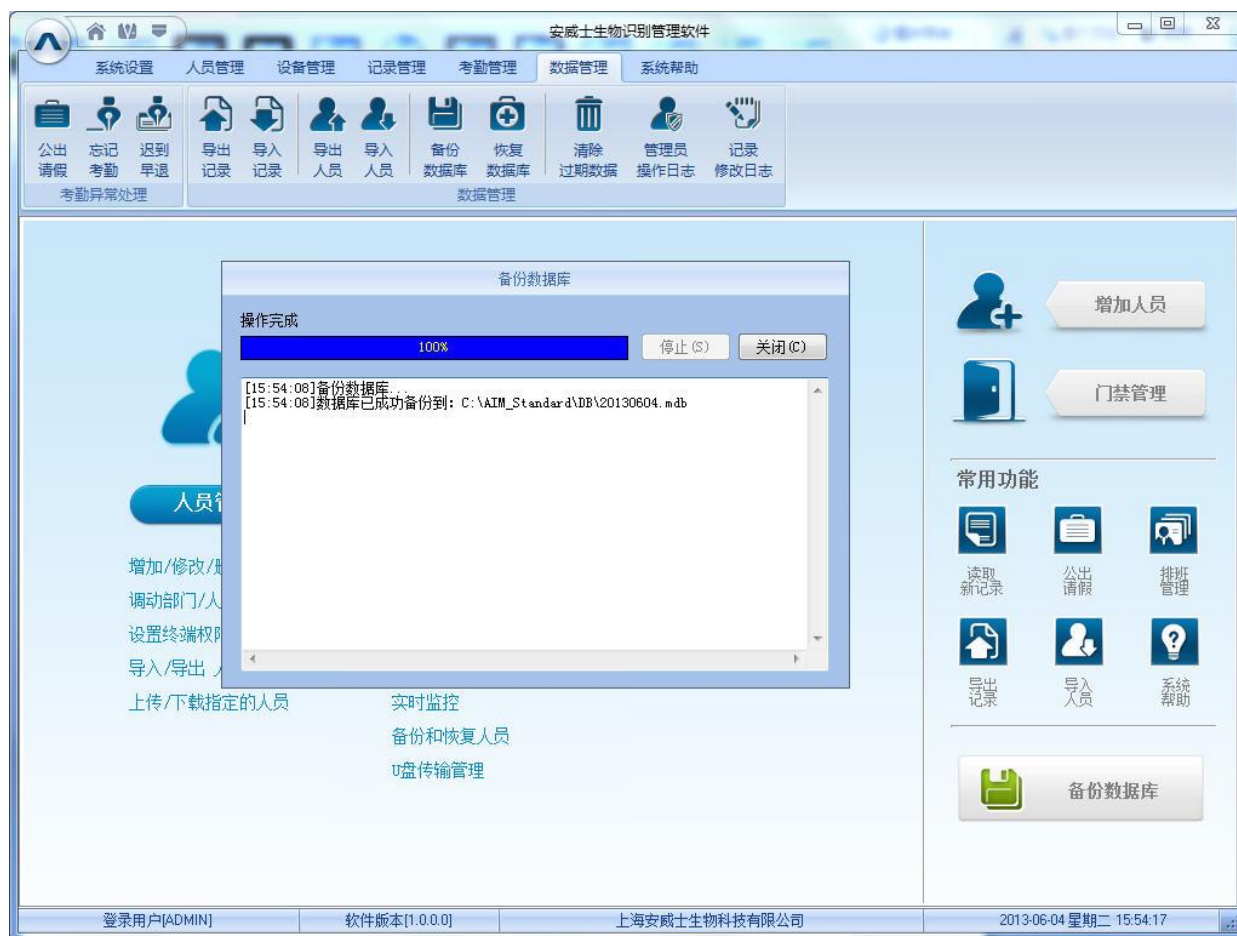 安威士生物识别管理软件
系统设置 人员管理 设备管理 记录管理 考勤管理 数据管理 系统帮助
公出 忘记 迟到 导出 导入 导出 导入 备份 恢复 清除 管理员 记录
请假 考勤 早退 记录 记录 人员 人员 数据库 数据库 过期数据 操作日志 修改日志
考勤异常处理 数据管理
备份数据库
操作完成
100% 停止(S) 关闭(C)
[15:54:08]备份数据库...
[15:54:08]数据库已成功备份到: C:\AIM_Standard\DB\20130604.mdb
人员
增加/修改/
调动部门/人
设置终端权
导入/导出
上传/下载指定的人员
实时监控
备份和恢复人员
U盘传输管理
增加人员
门禁管理
常用功能
读取 公出 排班
新记录 请假 管理
导出 导入 系统
记录 人员 帮助
备份数据库
登录用户[ADMIN] 软件版本[1.0.0.0] 上海安威士生物科技有限公司 2013-06-04 星期二 15:54:17